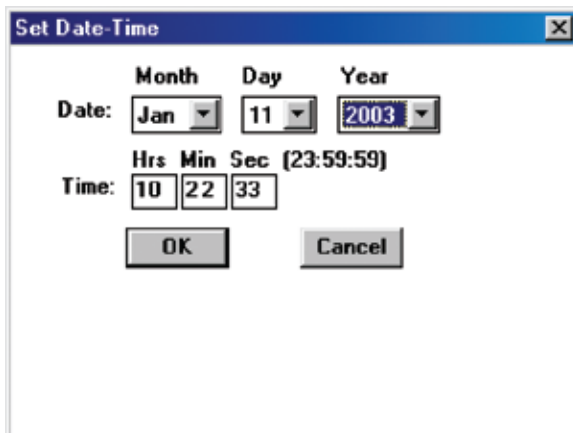 Set Date-Time
Month Day Year
Date: Jan 11 2003
Hrs Min Sec (23:59:59)
Time: 10 22 33
OK Cancel